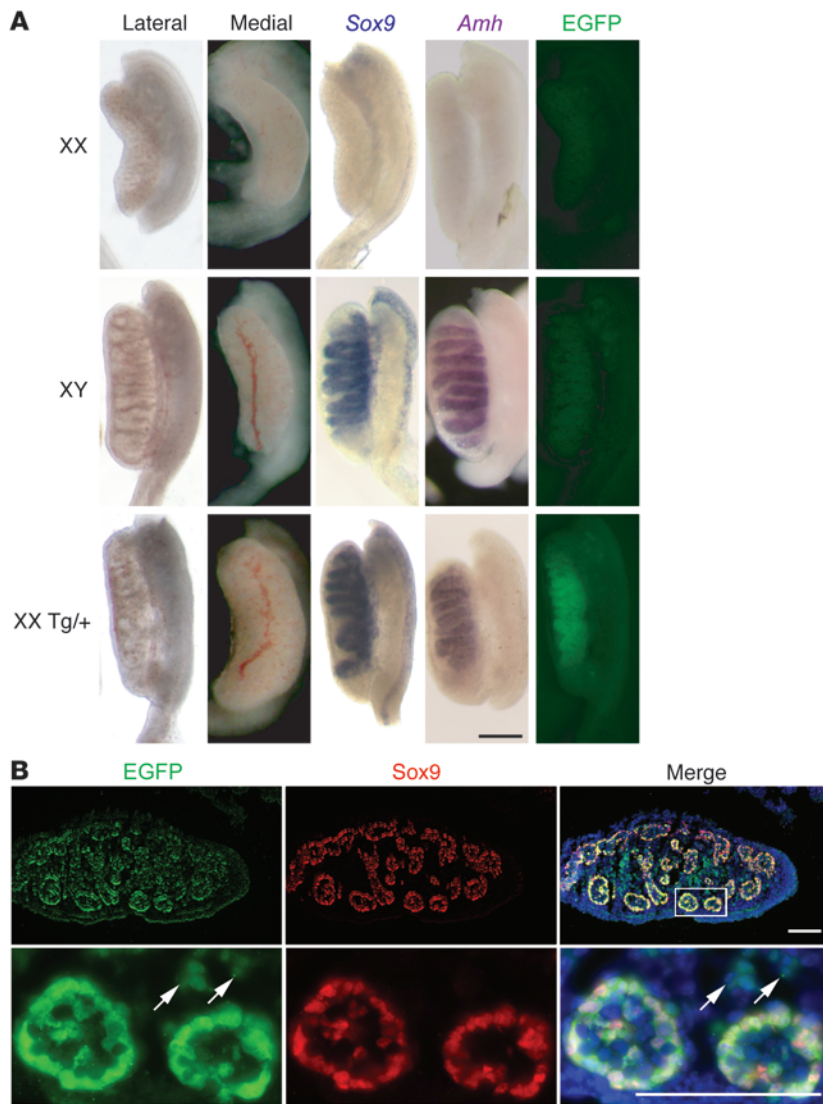 A
Lateral Medial Sox9 Amh EGFP
XX
XY
XX Tg/+
B
EGFP Sox9 Merge